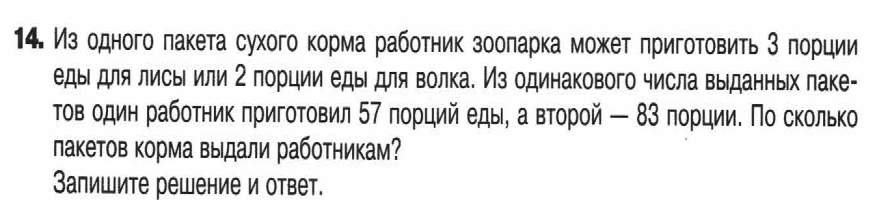 14. Из одного пакета сухого корма работник зоопарка может приготовить 3 порции
еды для лисы или 2 порции еды для волка. Из одинакового числа выданных паке-
тов один работник приготовил 57 порций еды, а второй — 83 порции. По сколько
пакетов корма выдали работникам?
Запишите решение и ответ.